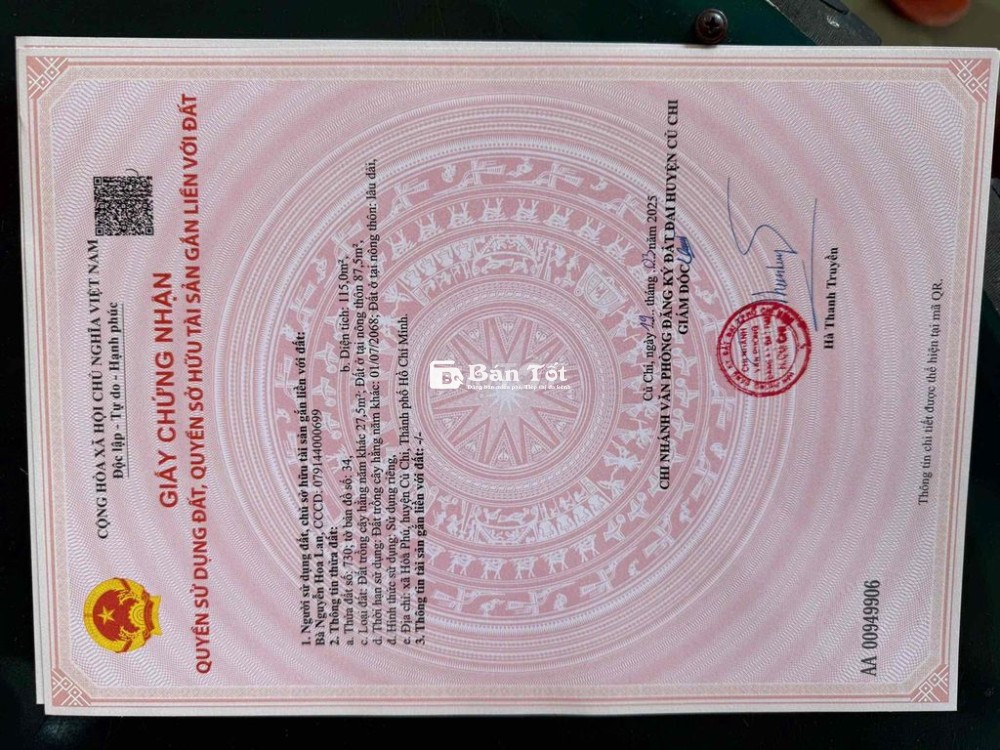 CỘNG HÒA XÃ HỘI CHỦ NGHĨA VIỆT NAM
Độc lập - Tự do - Hạnh phúc
GIẤY CHỨNG NHẬN
QUYỀN SỬ DỤNG ĐẤT, QUYỀN SỞ HỮU TÀI SẢN GẮN LIỀN VỚI ĐẤT
1. Người sử dụng đất, chủ sở hữu tài sản gắn liền với đất:
Bà Nguyễn Hoa Lan, CCCD: 079144000699
2. Thông tin thửa đất:
a. Thửa đất số: 730; tờ bản đồ số: 34, b. Diện tích: 115,0m²,
c. Loại đất: Đất trồng cây hằng năm khác 27,5m²; Đất ở tại nông thôn 87,5m²,
d. Thời hạn sử dụng: Đất trồng cây hằng năm khác: 01/07/2068; Đất ở tại nông thôn: lâu dài,
đ. Hình thức sử dụng: Sử dụng riêng,
e. Địa chỉ: xã Hòa Phú, huyện Củ Chi, Thành phố Hồ Chí Minh.
3. Thông tin tài sản gắn liền với đất: -/-
Bán Tốt
Củ Chi, ngày 19 tháng 03 năm 2025
CHI NHÁNH VĂN PHÒNG ĐĂNG KÝ ĐẤT ĐAI HUYỆN CỦ CHI
GIÁM ĐỐC
Hà Thanh Truyền
AA 00949906
Thông tin chi tiết được thể hiện tại mã QR.